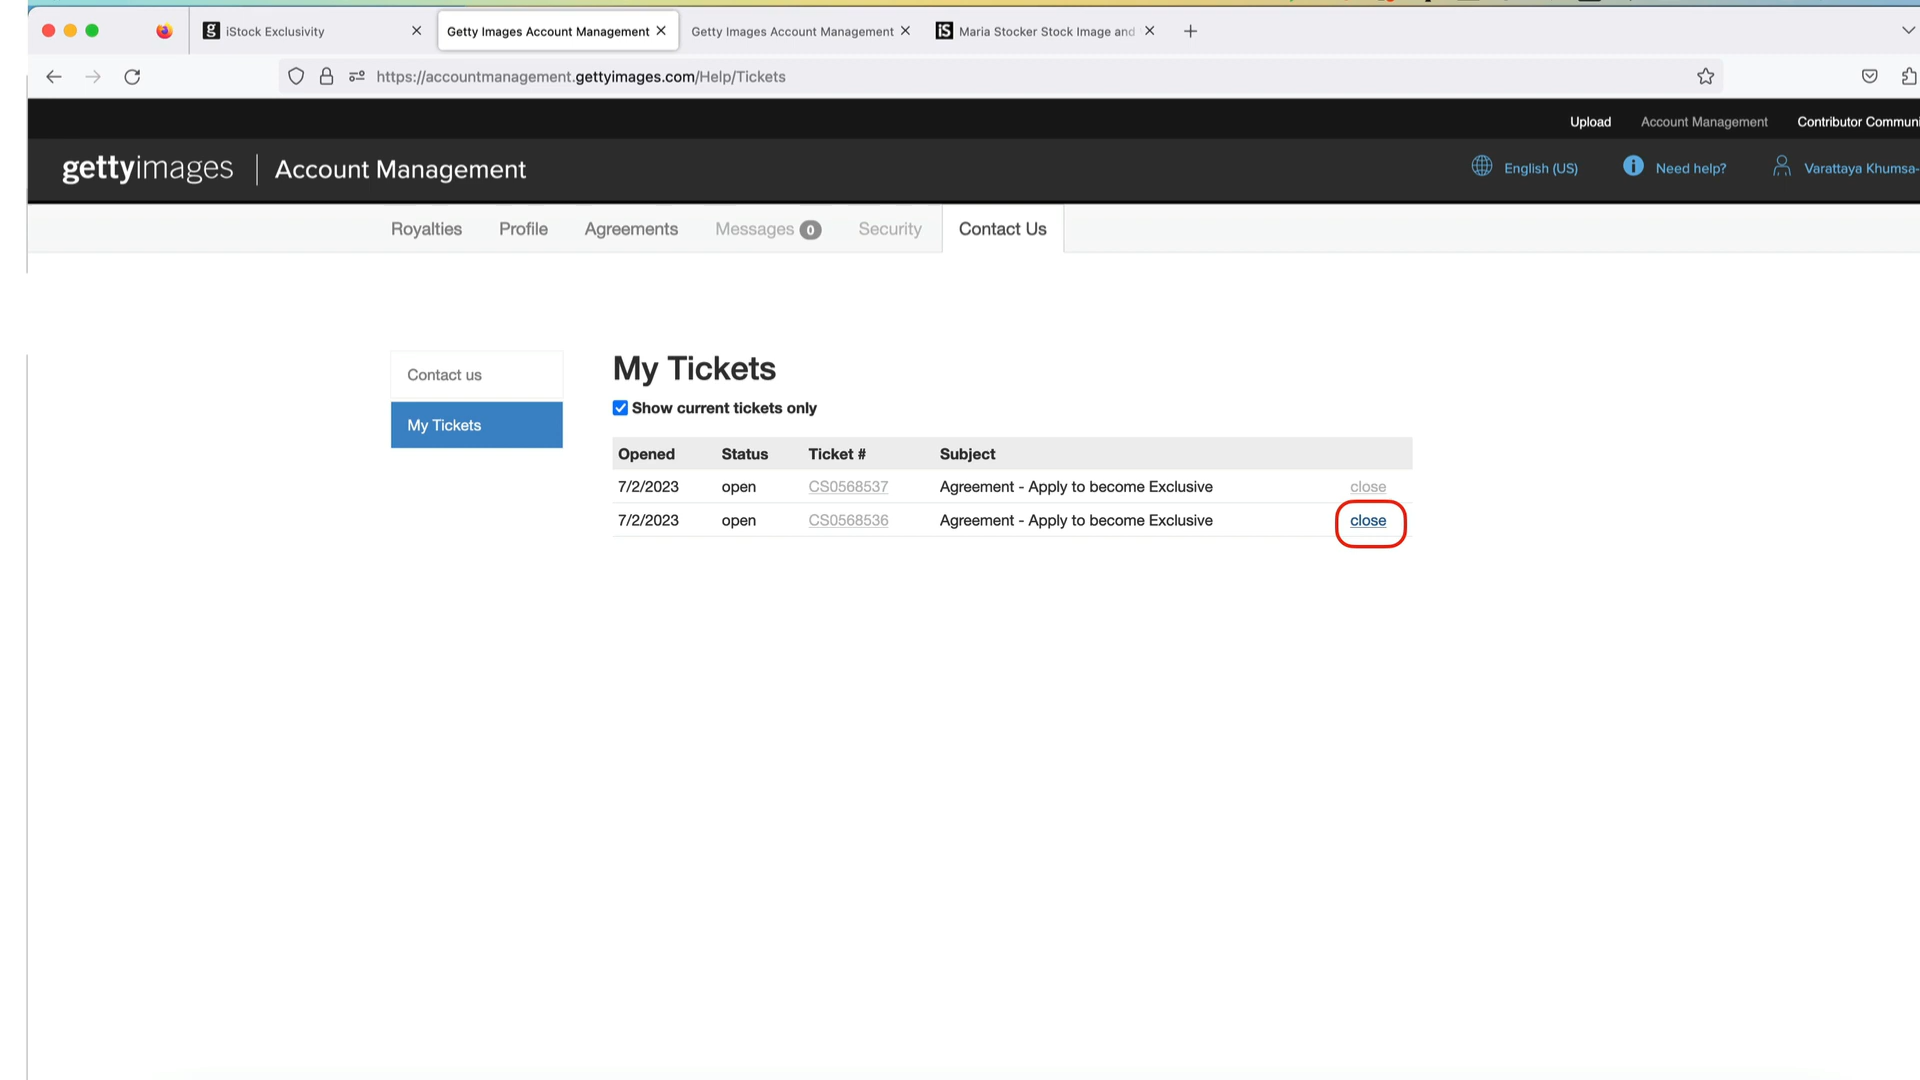 iStock Exclusivity
Getty Images Account Management
Getty Images Account Management
iS Maria Stocker Stock Image and
https://accountmanagement.gettyimages.com/Help/Tickets
Upload Account Management Contributor Communi
gettyimages | Account Management
English (US) Need help? Varattaya Khumsa-
Royalties Profile Agreements Messages 0 Security Contact Us
Contact us
My Tickets
My Tickets
Show current tickets only
Opened Status Ticket # Subject
7/2/2023 open CS0568537 Agreement - Apply to become Exclusive close
7/2/2023 open CS0568536 Agreement - Apply to become Exclusive close